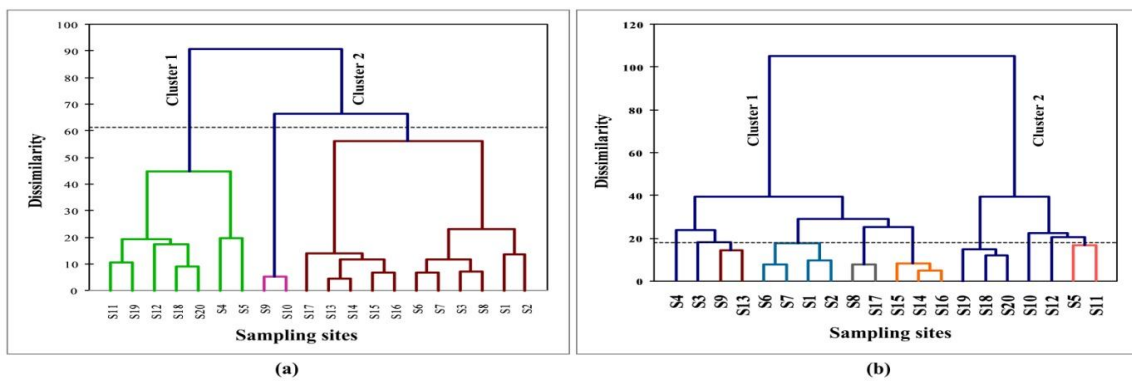 100
90
80
70
60
50
40
30
20
10
0
Dissimilarity
Cluster 1
Cluster 2
S11 S19 S12 S18 S20 S4 S5 S9 S10 S17 S13 S14 S15 S16 S6 S7 S3 S8 S1 S2
Sampling sites
(a)
120
100
80
60
40
20
0
Dissimilarity
Cluster 1
Cluster 2
S4 S3 S9 S13 S6 S7 S1 S2 S8 S17 S15 S14 S16 S19 S18 S20 S10 S12 S5 S11
Sampling sites
(b)